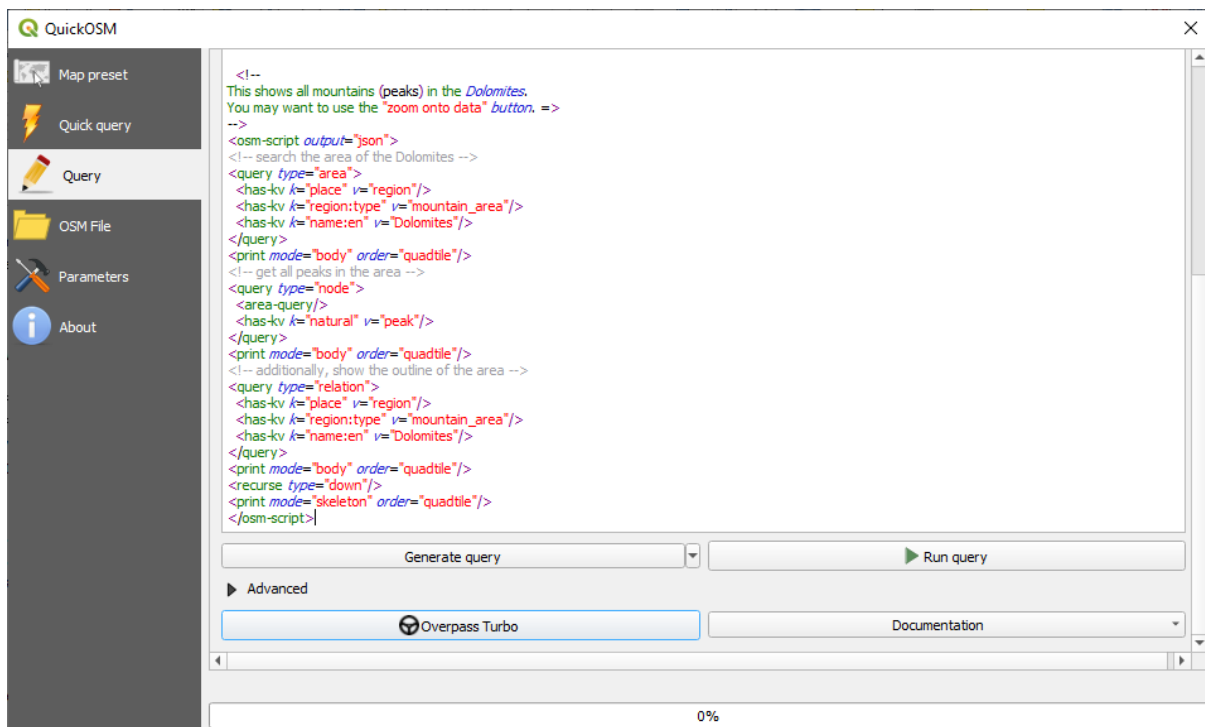 QuickOSM
Map preset
Quick query
Query
OSM File
Parameters
About
<!--
This shows all mountains (peaks) in the Dolomites.
You may want to use the "zoom onto data" button. =>
-->
<osm-script output="json">
<!-- search the area of the Dolomites -->
<query type="area">
<has-kv k="place" v="region"/>
<has-kv k="region:type" v="mountain_area"/>
<has-kv k="name:en" v="Dolomites"/>
</query>
<print mode="body" order="quadtile"/>
<!-- get all peaks in the area -->
<query type="node">
<area-query/>
<has-kv k="natural" v="peak"/>
</query>
<print mode="body" order="quadtile"/>
<!-- additionally, show the outline of the area -->
<query type="relation">
<has-kv k="place" v="region"/>
<has-kv k="region:type" v="mountain_area"/>
<has-kv k="name:en" v="Dolomites"/>
</query>
<print mode="body" order="quadtile"/>
<recurse type="down"/>
<print mode="skeleton" order="quadtile"/>
</osm-script>
Generate query
Run query
Advanced
Overpass Turbo
Documentation
0%